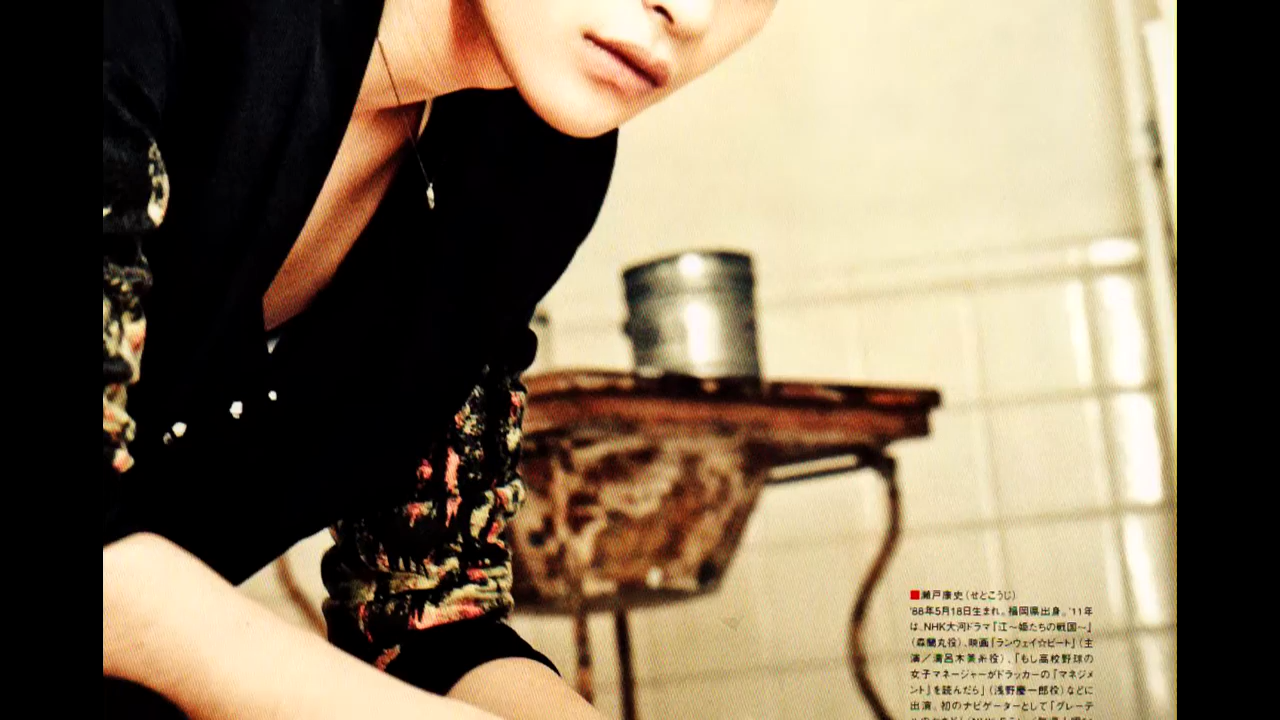 ■瀬戸康史(せとこうじ)
'88年5月18日生まれ。福岡県出身。'11年
は、NHK大河ドラマ『江〜姫たちの戦国〜』
(森蘭丸役)、映画『ランウェイ☆ビート』(主
演/溝呂木美糸役)、『もし高校野球の
女子マネージャーがドラッカーの『マネジメ
ント』を読んだら』(浅野慶一郎役)などに
出演。初のナビゲーターとして「グレーテ